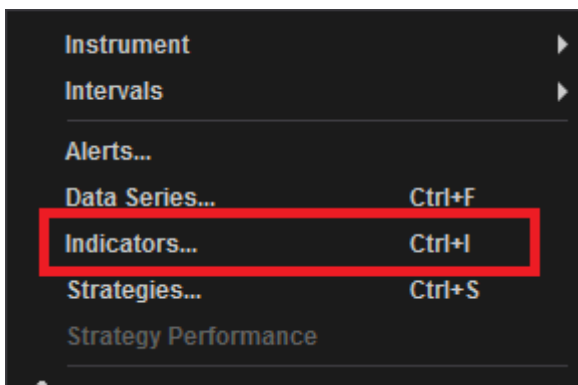 Instrument
Intervals
Alerts...
Data Series... Ctrl+F
Indicators... Ctrl+I
Strategies... Ctrl+S
Strategy Performance